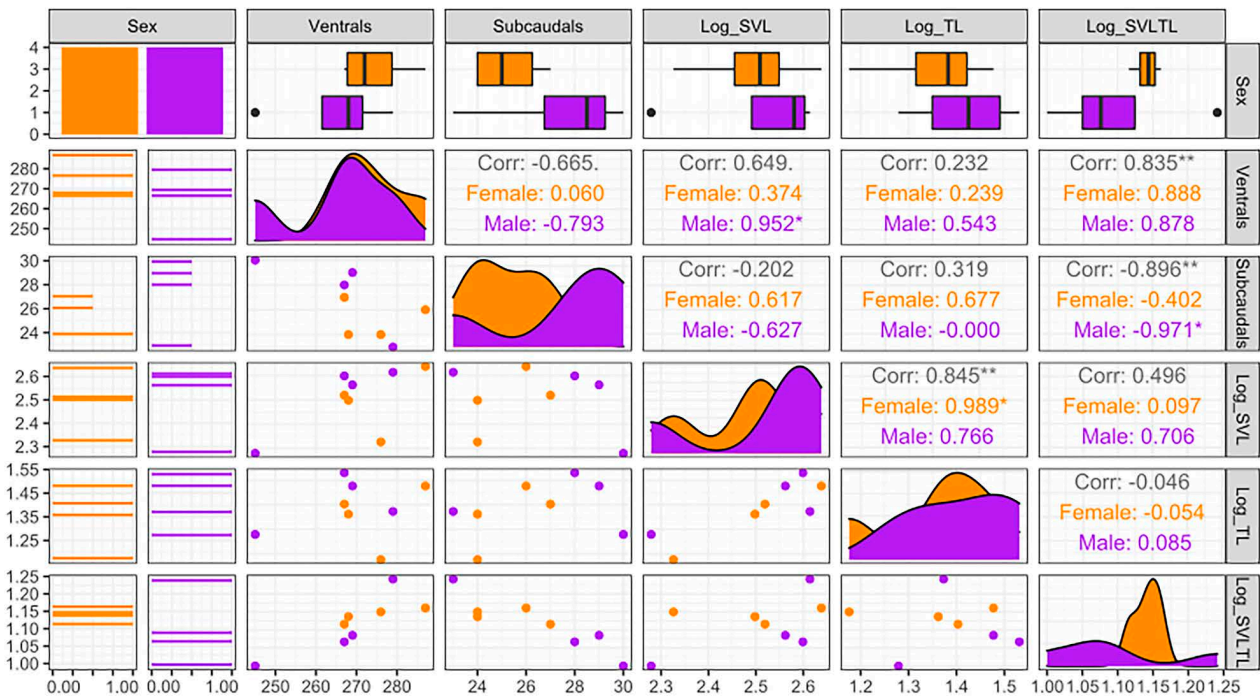 Sex Ventrals Subcaudals Log_SVL Log_TL Log_SVLTL
4
3
2
1
0
Sex
280
270
260
250
Corr: -0.665. Corr: 0.649. Corr: 0.232 Corr: 0.835**
Female: 0.060 Female: 0.374 Female: 0.239 Female: 0.888
Male: -0.793 Male: 0.952* Male: 0.543 Male: 0.878
Ventrals
30
28
26
24
Corr: -0.202 Corr: 0.319 Corr: -0.896**
Female: 0.617 Female: 0.677 Female: -0.402
Male: -0.627 Male: -0.000 Male: -0.971*
Subcaudals
2.6
2.5
2.4
2.3
Corr: 0.845** Corr: 0.496
Female: 0.989* Female: 0.097
Male: 0.766 Male: 0.706
Log_SVL
1.55
1.45
1.35
1.25
Corr: -0.046
Female: -0.054
Male: 0.085
Log_TL
1.25
1.20
1.15
1.10
1.05
1.00
Log_SVLTL
0.00 1.00 0.00 1.00 250 260 270 280 24 26 28 30 2.3 2.4 2.5 2.6 1.2 1.3 1.4 1.5 1.00 1.05 1.10 1.15 1.20 1.25